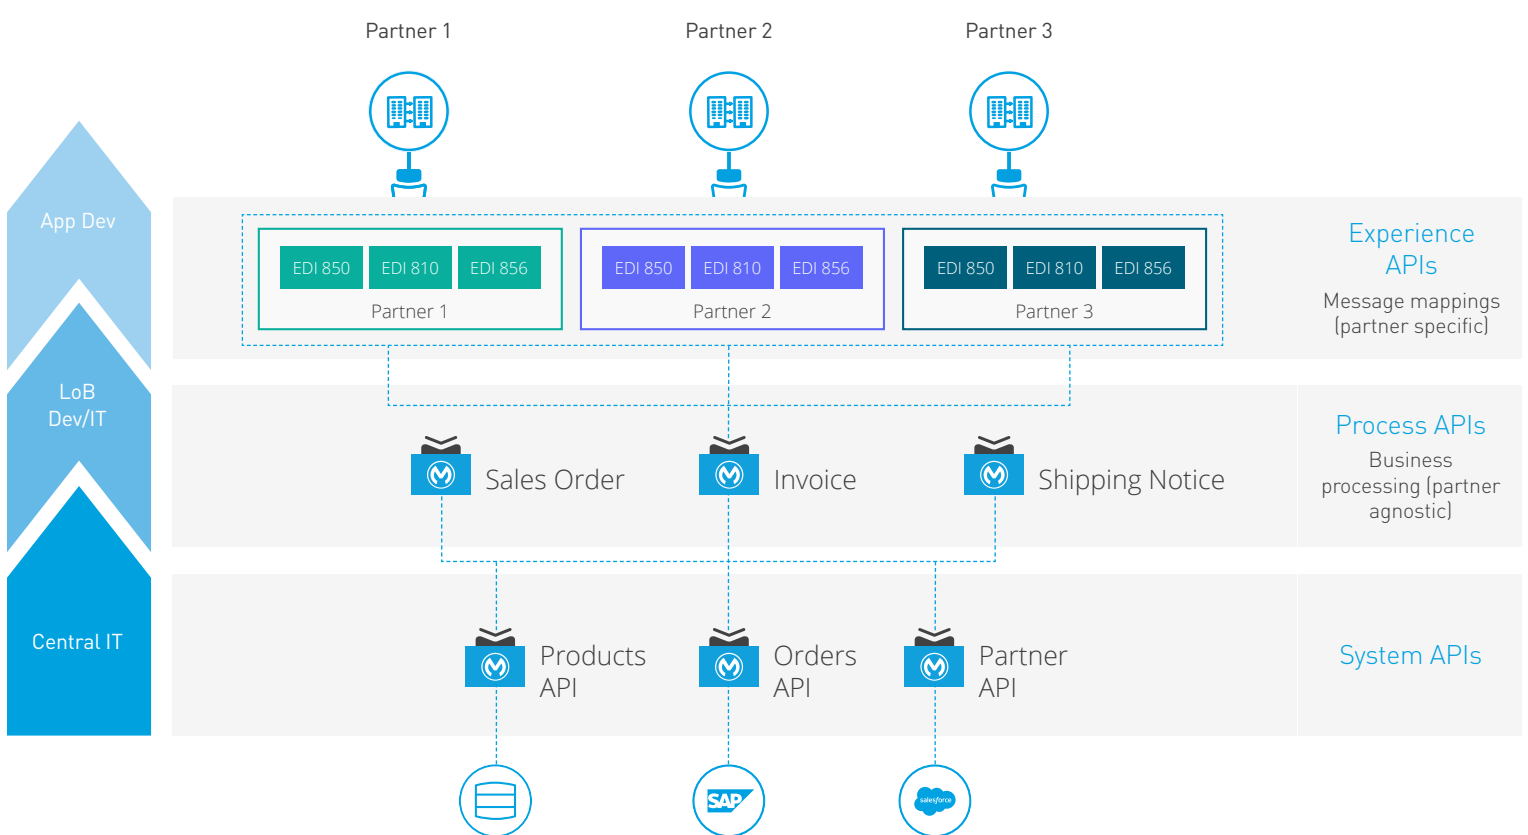 Partner 1
Partner 2
Partner 3
App Dev
EDI 850
EDI 810
EDI 856
Partner 1
EDI 850
EDI 810
EDI 856
Partner 2
EDI 850
EDI 810
EDI 856
Partner 3
Experience
APIs
Message mappings
(partner specific)
LoB
Dev/IT
Sales Order
Invoice
Shipping Notice
Process APIs
Business
processing (partner
agnostic)
Central IT
Products
API
Orders
API
Partner
API
System APIs
SAP
salesforce